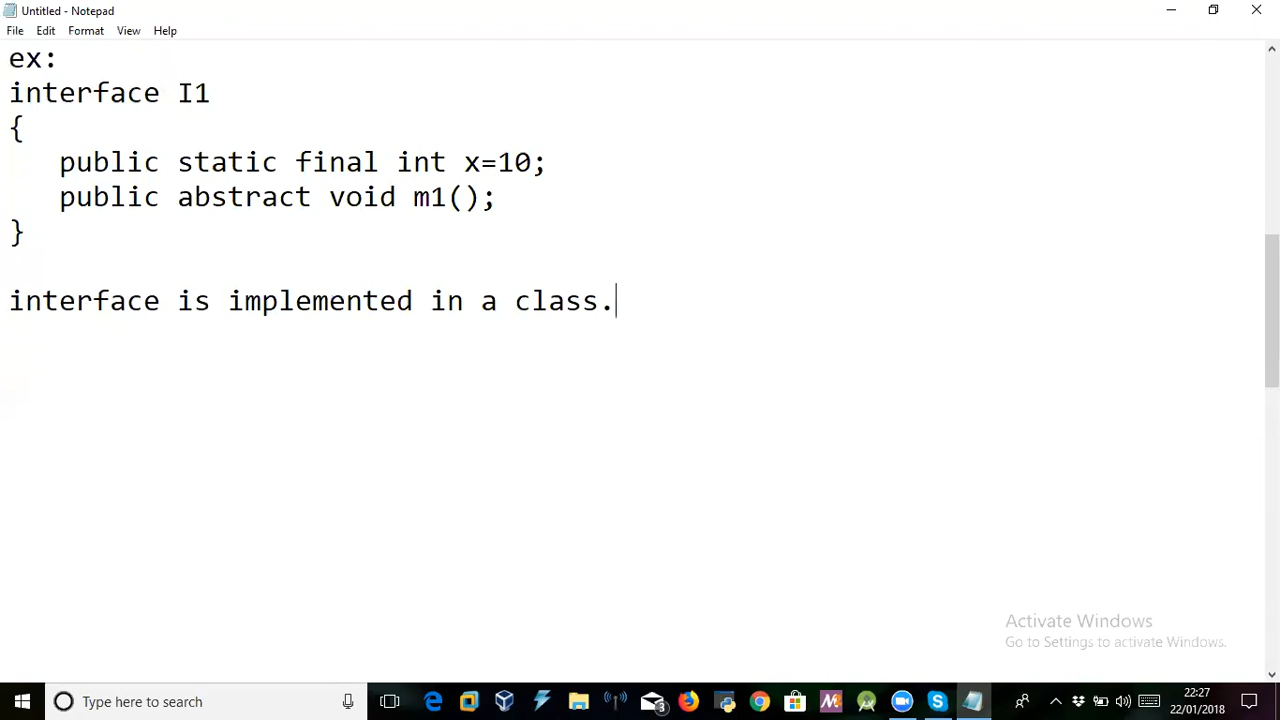 Untitled - Notepad
File Edit Format View Help
ex:
interface I1
{
public static final int x=10;
public abstract void m1();
}
interface is implemented in a class.
Activate Windows
Go to Settings to activate Windows.
Type here to search
3
22:27
22/01/2018